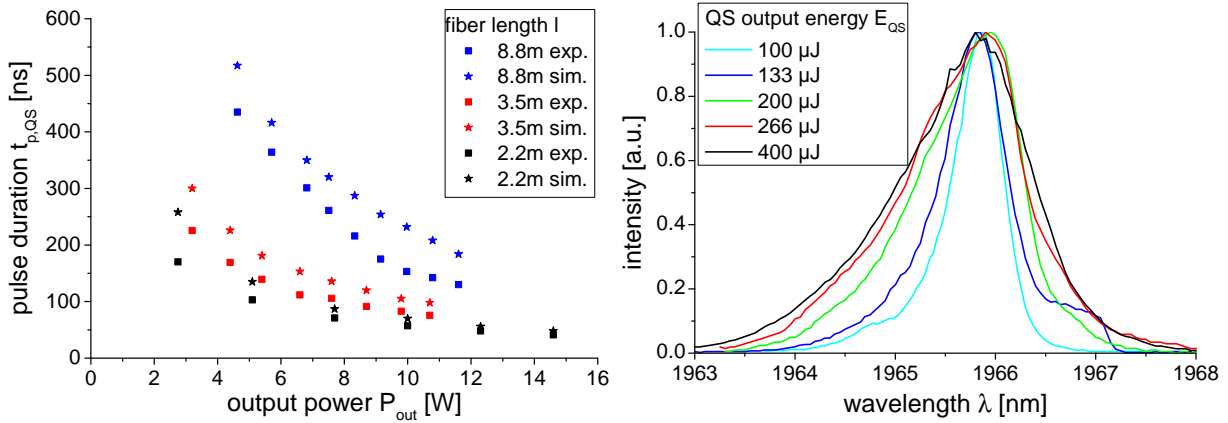 600
500
400
300
200
100
0
0 2 4 6 8 10 12 14 16
pulse duration t_p,QS [ns]
output power P_out [W]
fiber length l
8.8m exp.
8.8m sim.
3.5m exp.
3.5m sim.
2.2m exp.
2.2m sim.
QS output energy E_QS
100 µJ
133 µJ
200 µJ
266 µJ
400 µJ
1.0
0.8
0.6
0.4
0.2
0.0
1963 1964 1965 1966 1967 1968
intensity [a.u.]
wavelength λ [nm]